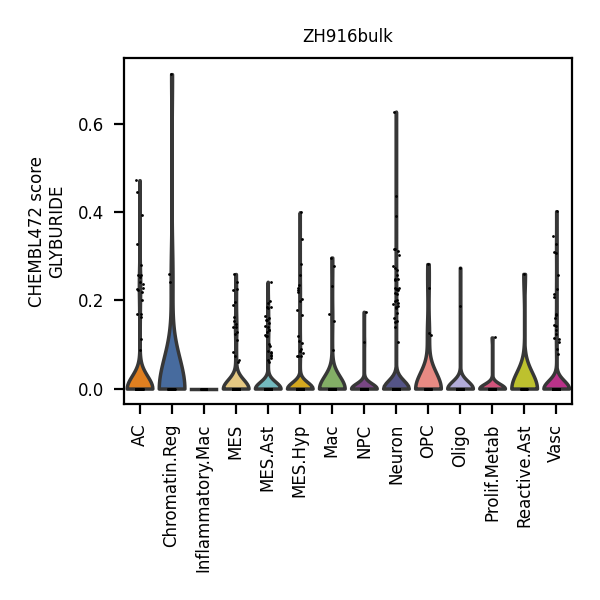 ZH916bulk
CHEMBL472 score
GLYBURIDE
0.6
0.4
0.2
0.0
AC
Chromatin.Reg
Inflammatory.Mac
MES
MES.Ast
MES.Hyp
Mac
NPC
Neuron
OPC
Oligo
Prolif.Metab
Reactive.Ast
Vasc